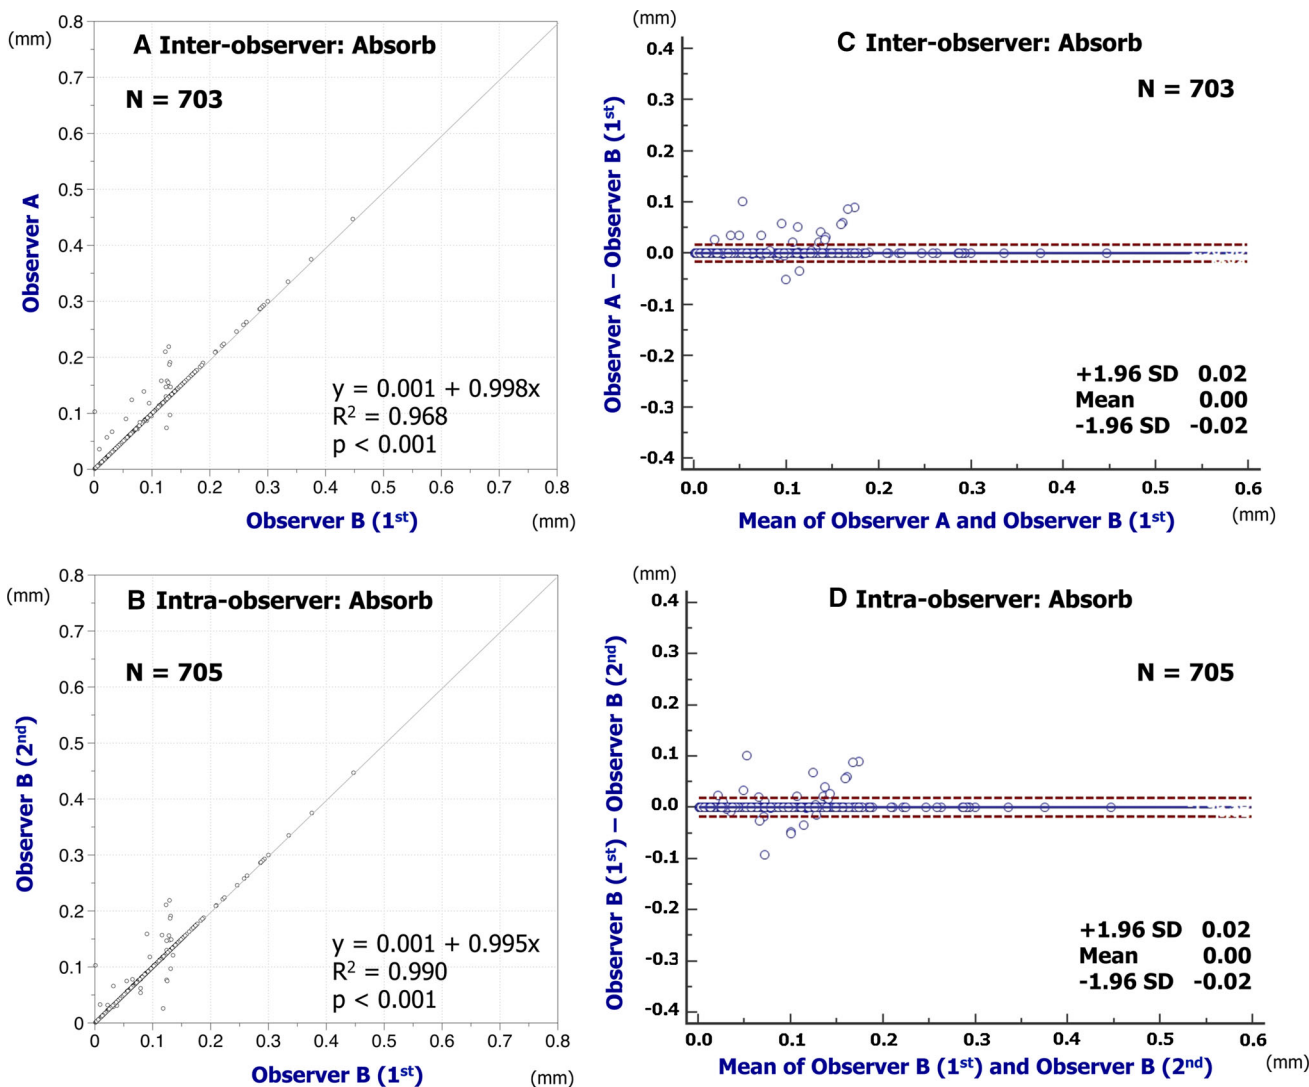 (mm)
A Inter-observer: Absorb
N = 703
0.8
0.7
0.6
0.5
0.4
0.3
0.2
0.1
0
Observer A
y = 0.001 + 0.998x
R² = 0.968
p < 0.001
0 0.1 0.2 0.3 0.4 0.5 0.6 0.7 0.8
Observer B (1st) (mm)
(mm)
C Inter-observer: Absorb
N = 703
0.4
0.3
0.2
0.1
0.0
-0.1
-0.2
-0.3
-0.4
Observer A – Observer B (1st)
+1.96 SD 0.02
Mean 0.00
-1.96 SD -0.02
0.0 0.1 0.2 0.3 0.4 0.5 0.6
Mean of Observer A and Observer B (1st) (mm)
(mm)
B Intra-observer: Absorb
N = 705
0.8
0.7
0.6
0.5
0.4
0.3
0.2
0.1
0
Observer B (2nd)
y = 0.001 + 0.995x
R² = 0.990
p < 0.001
0 0.1 0.2 0.3 0.4 0.5 0.6 0.7 0.8
Observer B (1st) (mm)
(mm)
D Intra-observer: Absorb
N = 705
0.4
0.3
0.2
0.1
0.0
-0.1
-0.2
-0.3
-0.4
Observer B (1st) – Observer B (2nd)
+1.96 SD 0.02
Mean 0.00
-1.96 SD -0.02
0.0 0.1 0.2 0.3 0.4 0.5 0.6
Mean of Observer B (1st) and Observer B (2nd) (mm)